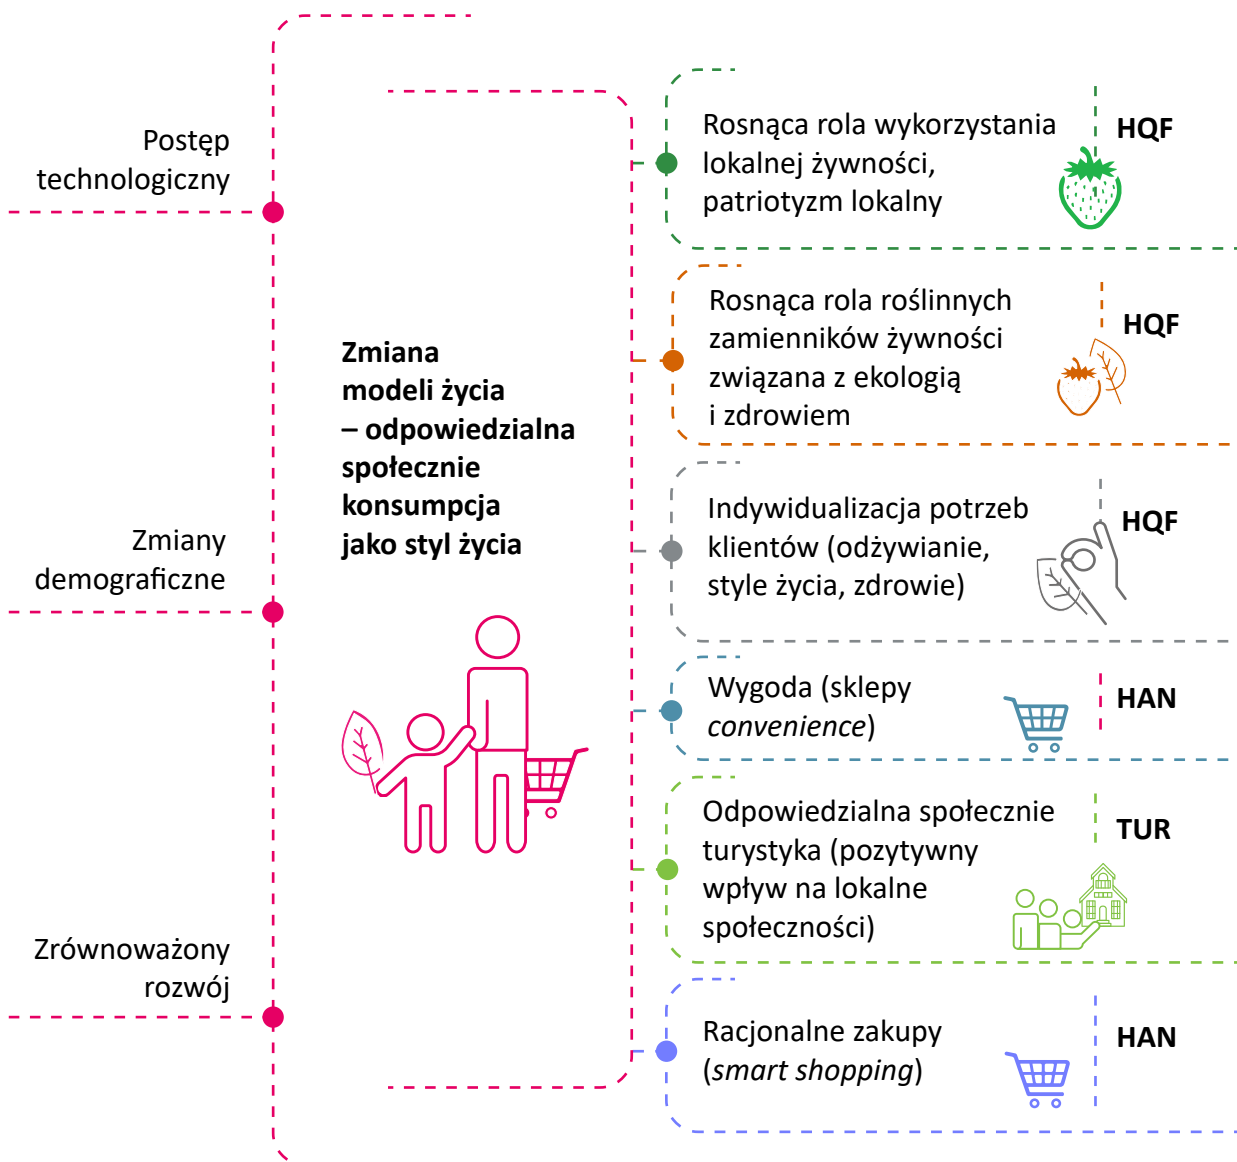 Postęp
technologiczny
Zmiany
demograficzne
Zrównoważony
rozwój
Zmiana
modeli życia
– odpowiedzialna
społecznie
konsumpcja
jako styl życia
Rosnąca rola wykorzystania
lokalnej żywności,
patriotyzm lokalny
HQF
Rosnąca rola roślinnych
zamienników żywności
związana z ekologią
i zdrowiem
HQF
Indywidualizacja potrzeb
klientów (odżywianie,
style życia, zdrowie)
HQF
Wygoda (sklepy
convenience)
HAN
Odpowiedzialna społecznie
turystyka (pozytywny
wpływ na lokalne
społeczności)
TUR
Racjonalne zakupy
(smart shopping)
HAN